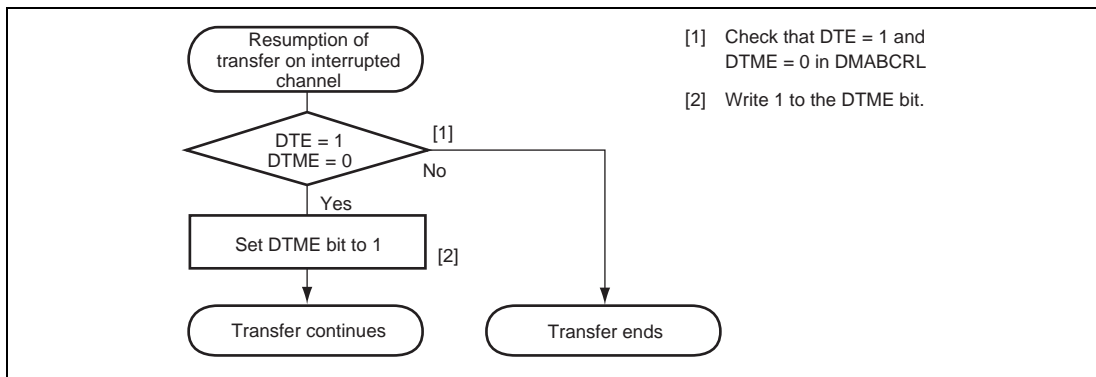 Resumption of
transfer on interrupted
channel
[1] Check that DTE = 1 and
DTME = 0 in DMABCRL
[2] Write 1 to the DTME bit.
DTE = 1
DTME = 0
[1]
No
Yes
Set DTME bit to 1
[2]
Transfer continues
Transfer ends